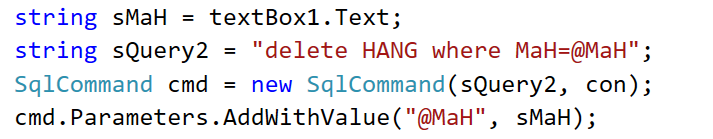 string sMaH = textBox1.Text;
string sQuery2 = "delete HANG where MaH=@MaH";
SqlCommand cmd = new SqlCommand(sQuery2, con);
cmd.Parameters.AddWithValue("@MaH", sMaH);